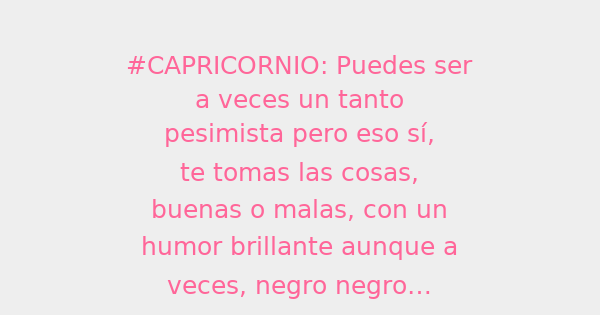 #CAPRICORNIO: Puedes ser
a veces un tanto
pesimista pero eso sí,
te tomas las cosas,
buenas o malas, con un
humor brillante aunque a
veces, negro negro...